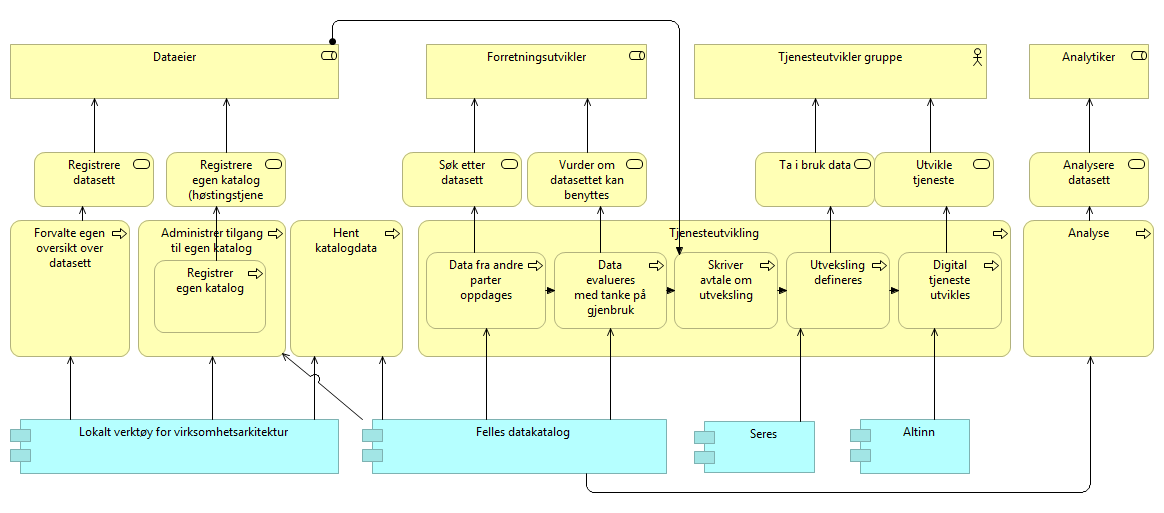 Dataeier
Forretningsutvikler
Tjenesteutvikler gruppe
Analytiker
Registrere
datasett
Registrere
egen katalog
(høstingstjene
Søk etter
datasett
Vurder om
datasettet kan
benyttes
Ta i bruk data
Utvikle
tjeneste
Analysere
datasett
Forvalte egen
oversikt over
datasett
Administrer tilgang
til egen katalog
Registrer
egen katalog
Hent
katalogdata
Tjenesteutvikling
Data fra andre
parter
oppdages
Data
evalueres
med tanke på
gjenbruk
Skriver
avtale om
utveksling
Utveksling
defineres
Digital
tjeneste
utvikles
Analyse
Lokalt verktøy for virksomhetsarkitektur
Felles datakatalog
Seres
Altinn